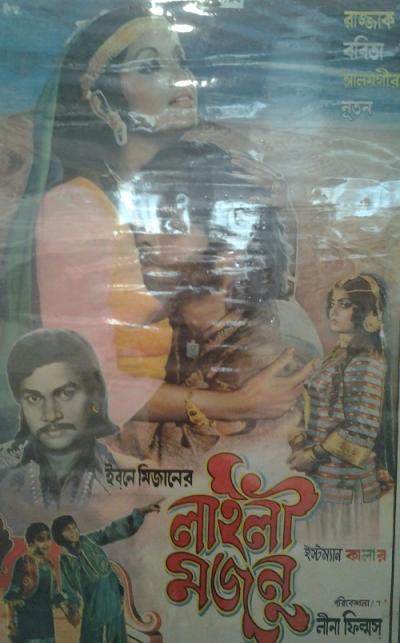 রাজ্জাক
ববিতা
আলমগীর
নূতন
ইবনে মিজানের
লাইলী
মজনু
ইস্টম্যান কালার
পরিবেশনায়
লীনা ফিল্মস্